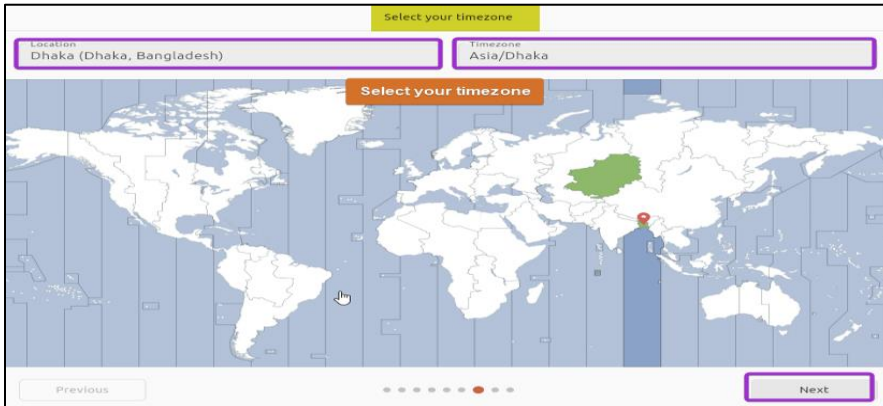 Select your timezone
Location
Dhaka (Dhaka, Bangladesh)
Timezone
Asia/Dhaka
Select your timezone
Previous
Next